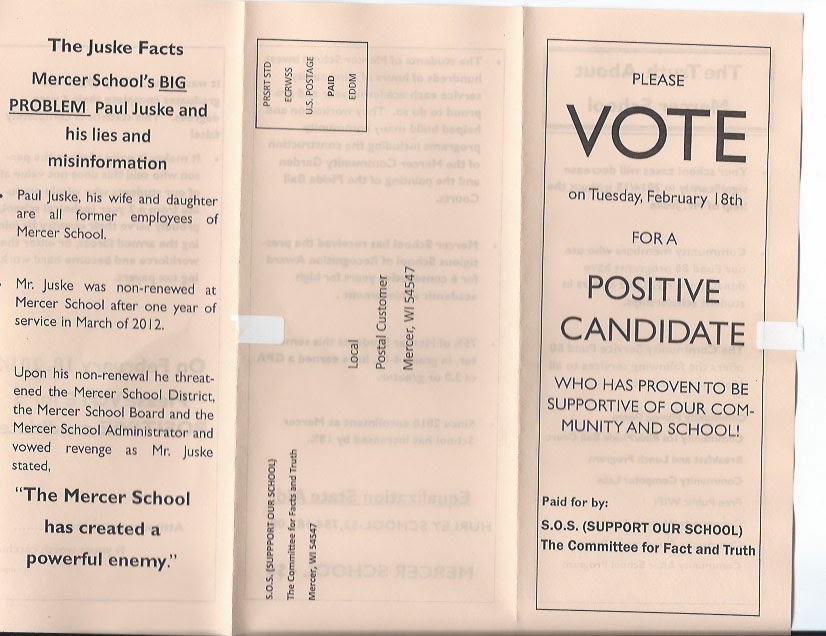 The Juske Facts
Mercer School's BIG
PROBLEM Paul Juske and
his lies and
misinformation
• Paul Juske, his wife and daughter
are all former employees of
Mercer School.
• Mr. Juske was non-renewed at
Mercer School after one year of
service in March of 2012.
Upon his non-renewal he threat-
ened the Mercer School District,
the Mercer School Board and the
Mercer School Administrator and
vowed revenge as Mr. Juske
stated,
“The Mercer School
has created a
powerful enemy.”
PRSRT STD
ECRWSS
U.S. POSTAGE
PAID
EDDM
Local
Postal Customer
Mercer, WI 54547
S.O.S. (SUPPPORT OUR SCHOOL)
The Committee for Facts and Truth
Mercer, WI 54547
PLEASE
VOTE
on Tuesday, February 18th
FOR A
POSITIVE
CANDIDATE
WHO HAS PROVEN TO BE
SUPPORTIVE OF OUR COM-
MUNITY AND SCHOOL!
Paid for by:
S.O.S. (SUPPORT OUR SCHOOL)
The Committee for Fact and Truth